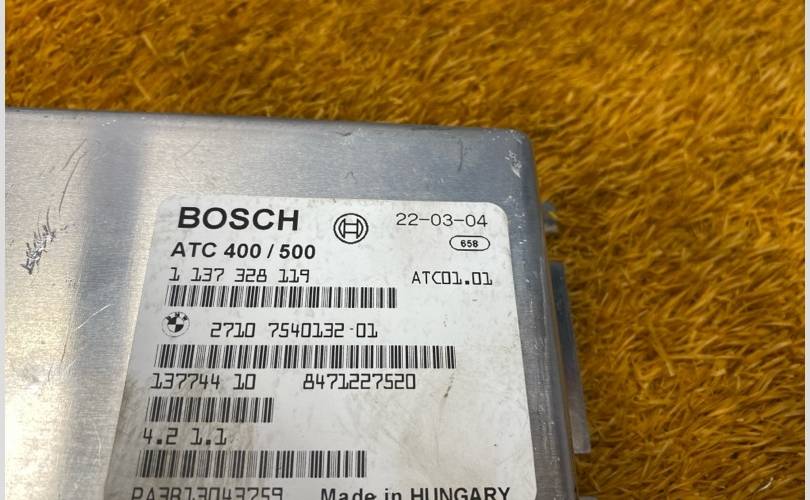 BOSCH 22-03-04
658
ATC 400 / 500
1 137 328 119 ATC01.01
2710 7540132-01
137744 10 8471227520
4.2 1.1
PA3813043759 Made in HUNGARY